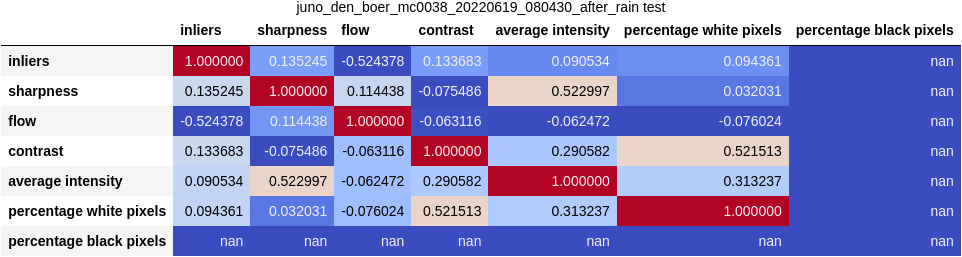 juno_den_boer_mc0038_20220619_080430_after_rain test
inliers sharpness flow contrast average intensity percentage white pixels percentage black pixels
inliers 1.000000 0.135245 -0.524378 0.133683 0.090534 0.094361 nan
sharpness 0.135245 1.000000 0.114438 -0.075486 0.522997 0.032031 nan
flow -0.524378 0.114438 1.000000 -0.063116 -0.062472 -0.076024 nan
contrast 0.133683 -0.075486 -0.063116 1.000000 0.290582 0.521513 nan
average intensity 0.090534 0.522997 -0.062472 0.290582 1.000000 0.313237 nan
percentage white pixels 0.094361 0.032031 -0.076024 0.521513 0.313237 1.000000 nan
percentage black pixels nan nan nan nan nan nan nan